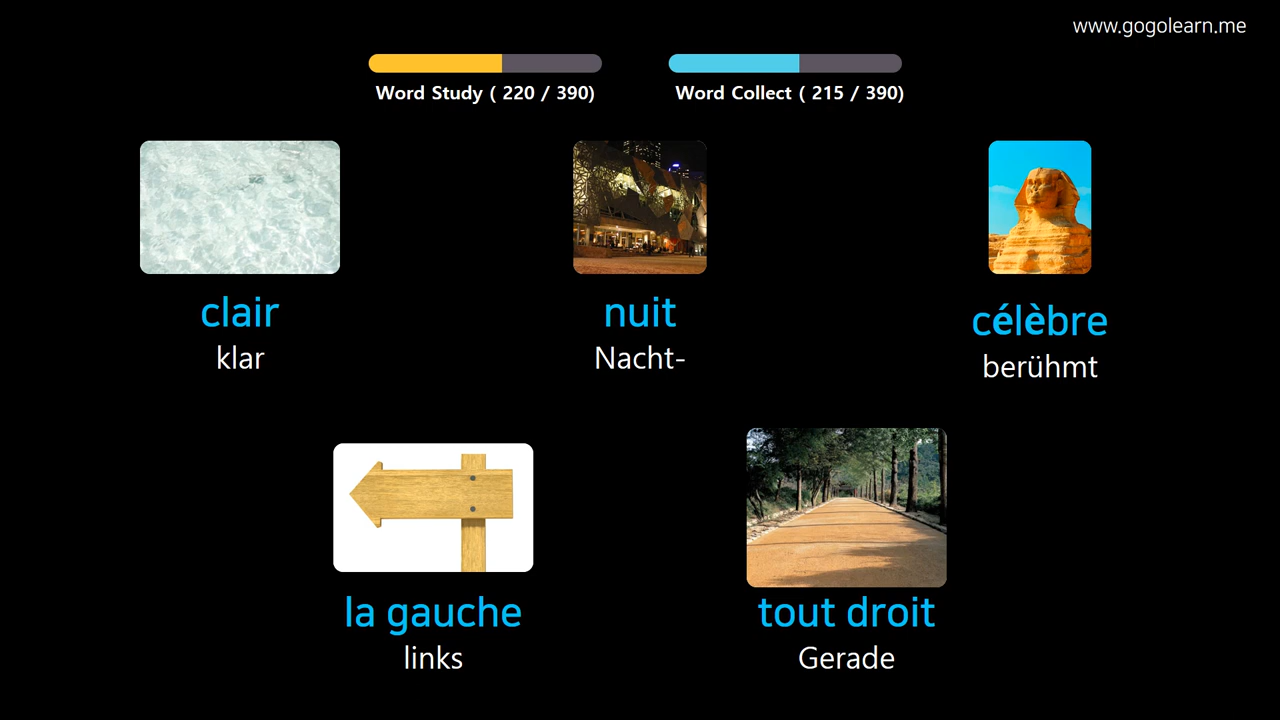 www.gogolearn.me
Word Study ( 220 / 390)
Word Collect ( 215 / 390)
clair
klar
nuit
Nacht-
célèbre
berühmt
la gauche
links
tout droit
Gerade